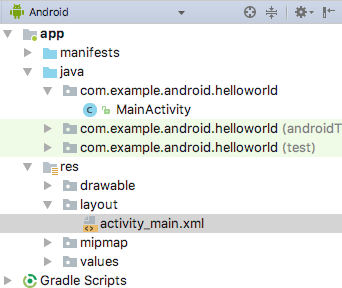 Android
app
manifests
java
com.example.android.helloworld
C MainActivity
com.example.android.helloworld (androidT
com.example.android.helloworld (test)
res
drawable
layout
activity_main.xml
mipmap
values
Gradle Scripts